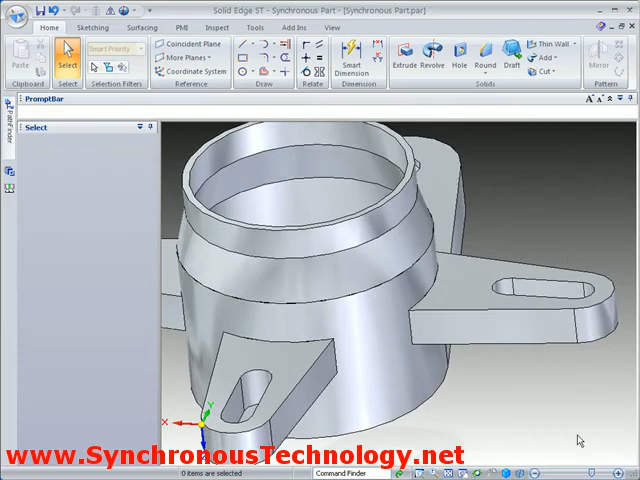 Solid Edge ST - Synchronous Part - [Synchronous Part.par]
Home Sketching Surfacing PMI Inspect Tools Add Ins View
Paste
Clipboard
Select
Select
Smart Priority
Selection Filters
Coincident Plane
More Planes
Coordinate System
Reference
Draw
Relate
Smart Dimension
Dimension
Extrude
Revolve
Hole
Round
Draft
Thin Wall
Add
Cut
Solids
Mirror
Pattern
PromptBar
PathFinder
Select
X
Y
www.SynchronousTechnology.net
0 items are selected
Command Finder